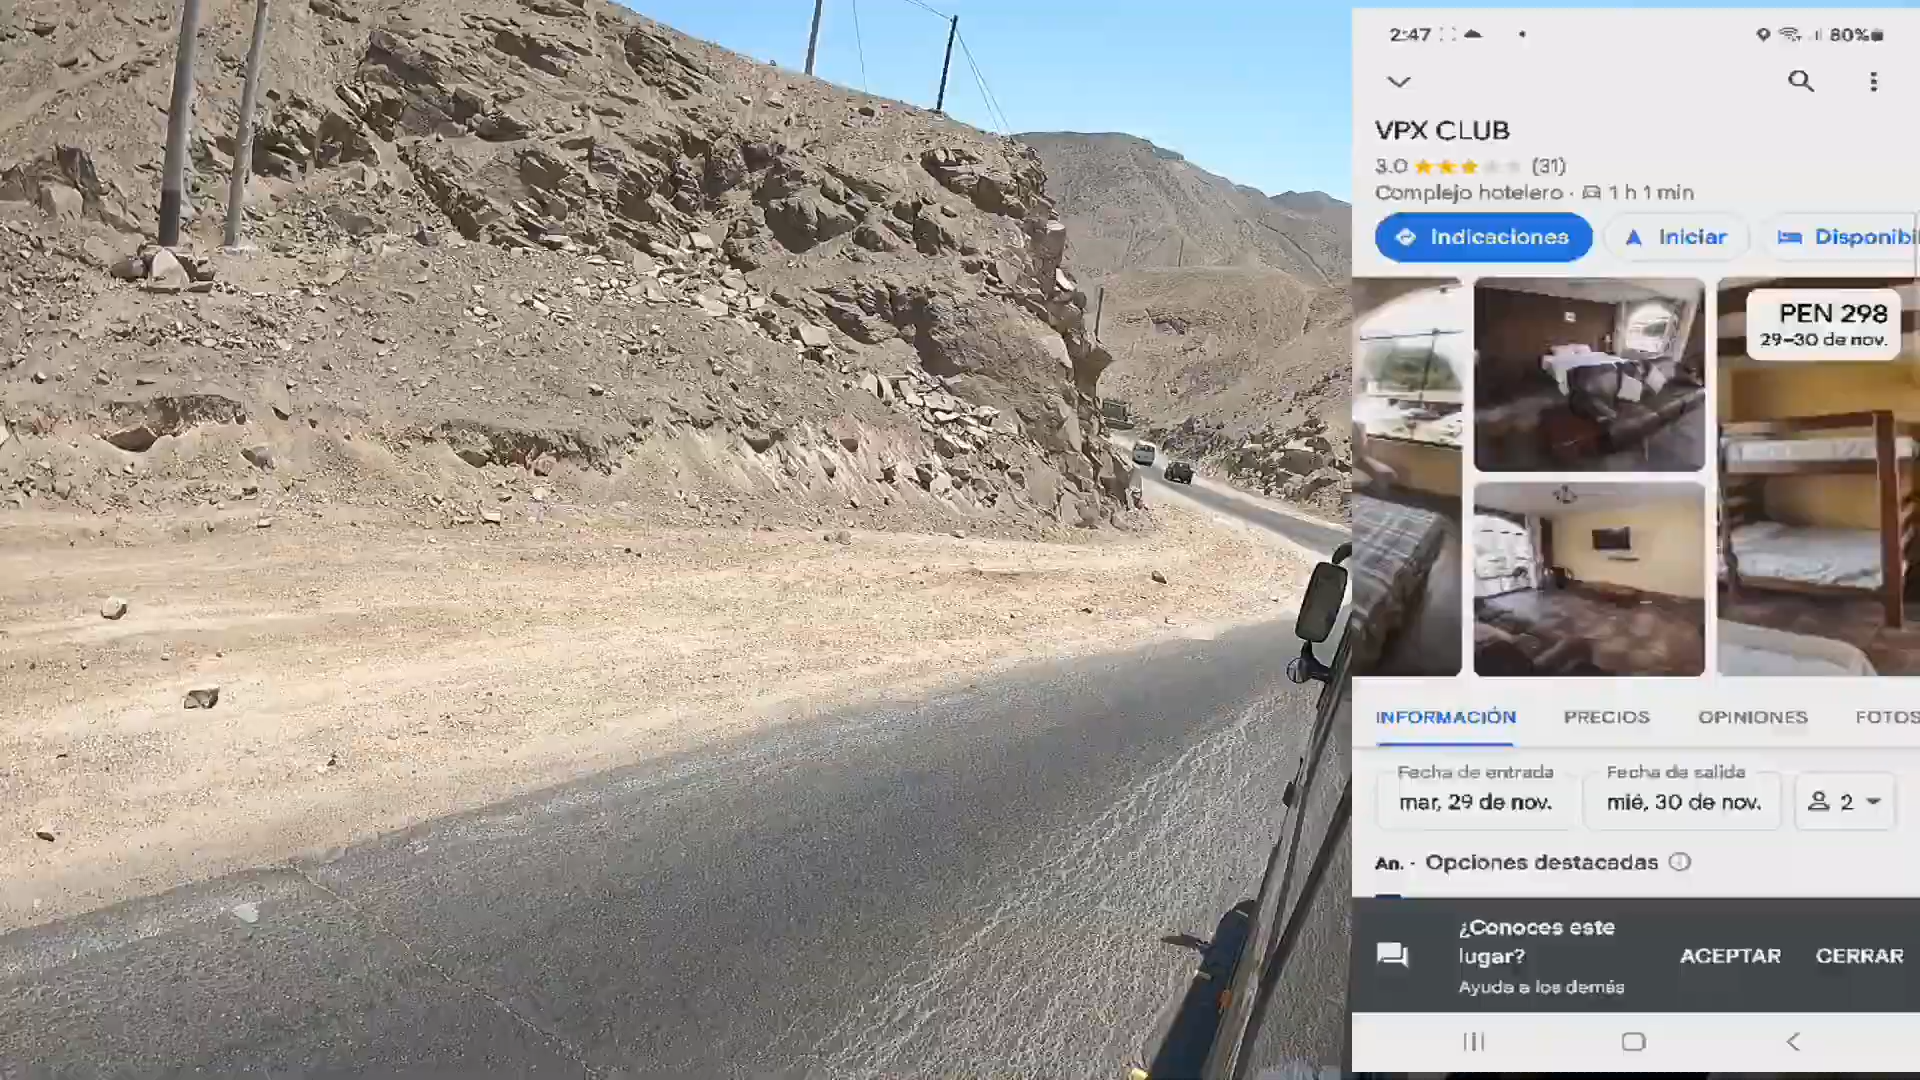 2:47
80%
VPX CLUB
3.0 (31)
Complejo hotelero · 1 h 1 min
Indicaciones
Iniciar
Disponibi
PEN 298
29–30 de nov.
INFORMACIÓN
PRECIOS
OPINIONES
FOTOS
Fecha de entrada
mar, 29 de nov.
Fecha de salida
mié, 30 de nov.
2
An. · Opciones destacadas
¿Conoces este
lugar?
Ayuda a los demás
ACEPTAR
CERRAR